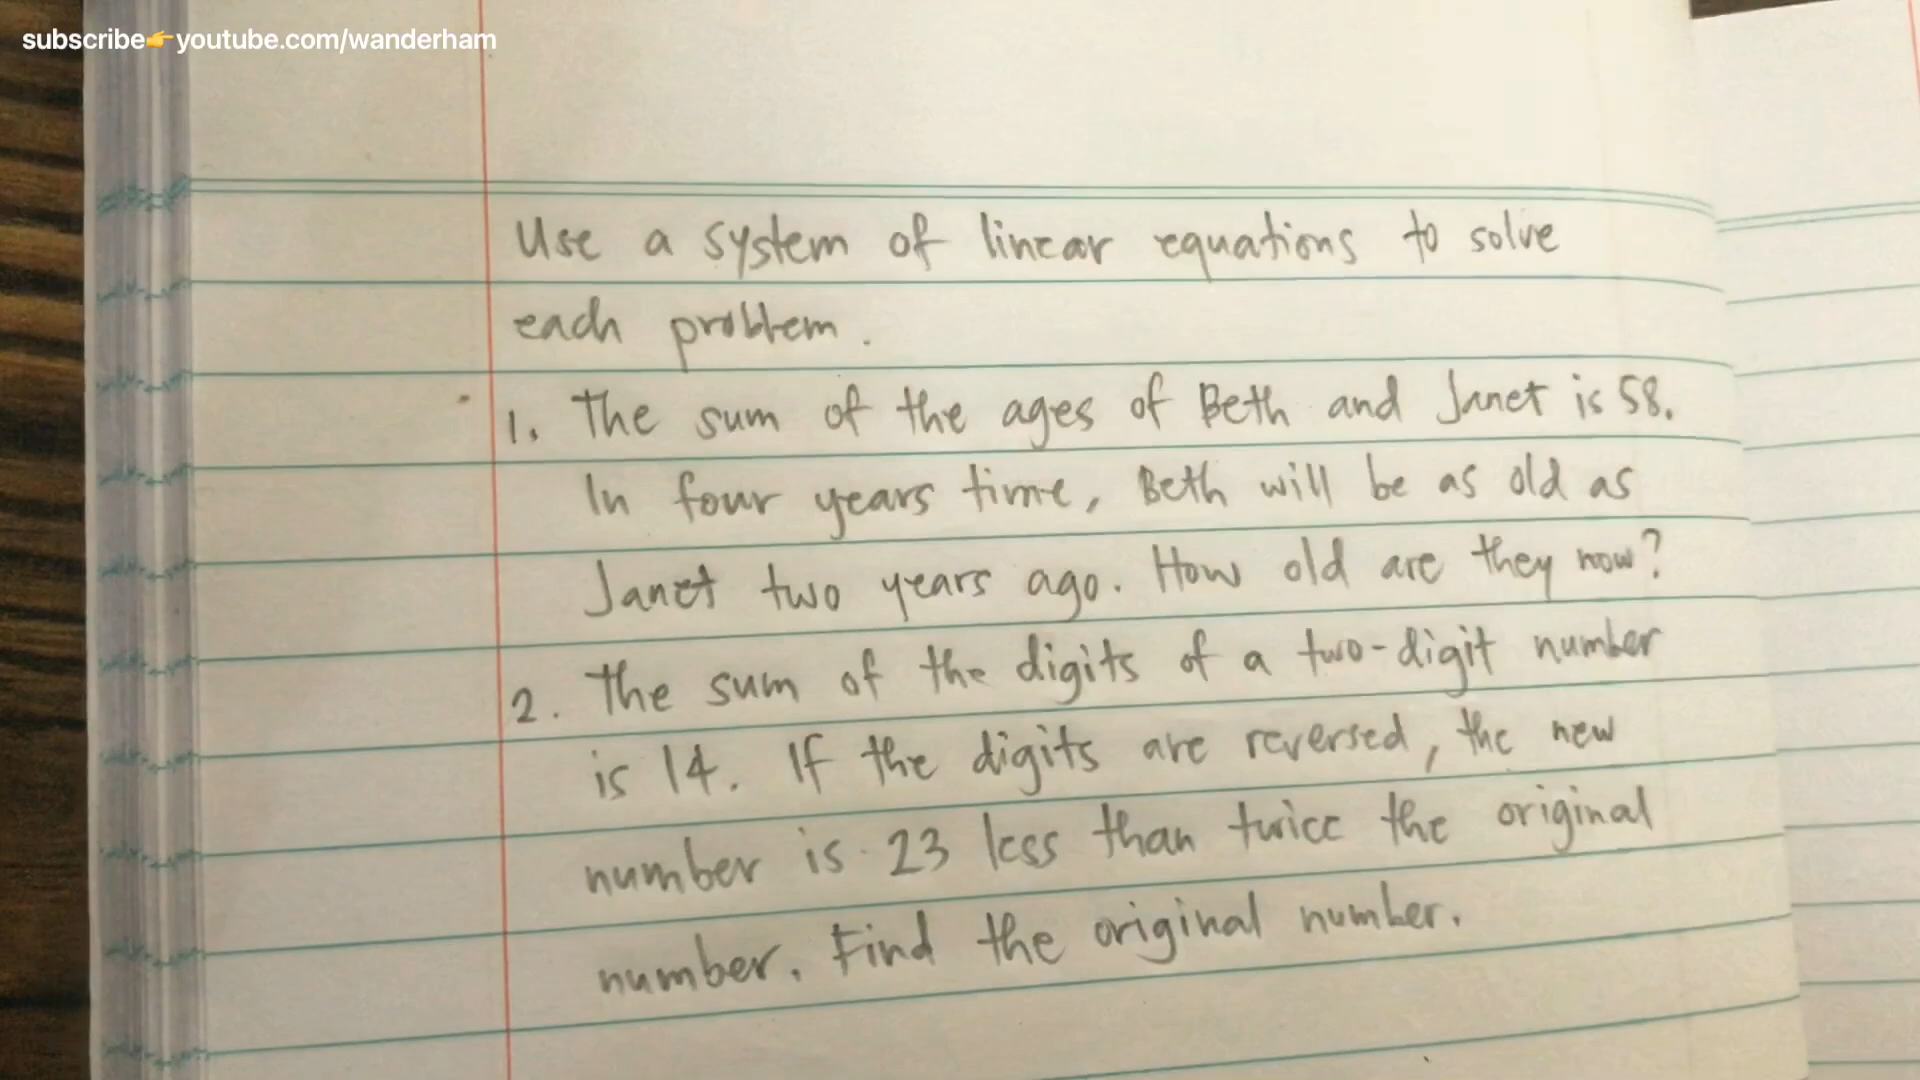 subscribe👉youtube.com/wanderham
Use a system of linear equations to solve
each problem.
1. The sum of the ages of Beth and Janet is 58.
In four years time, Beth will be as old as
Janet two years ago. How old are they now?
2. The sum of the digits of a two-digit number
is 14. If the digits are reversed, the new
number is 23 less than twice the original
number. Find the original number.